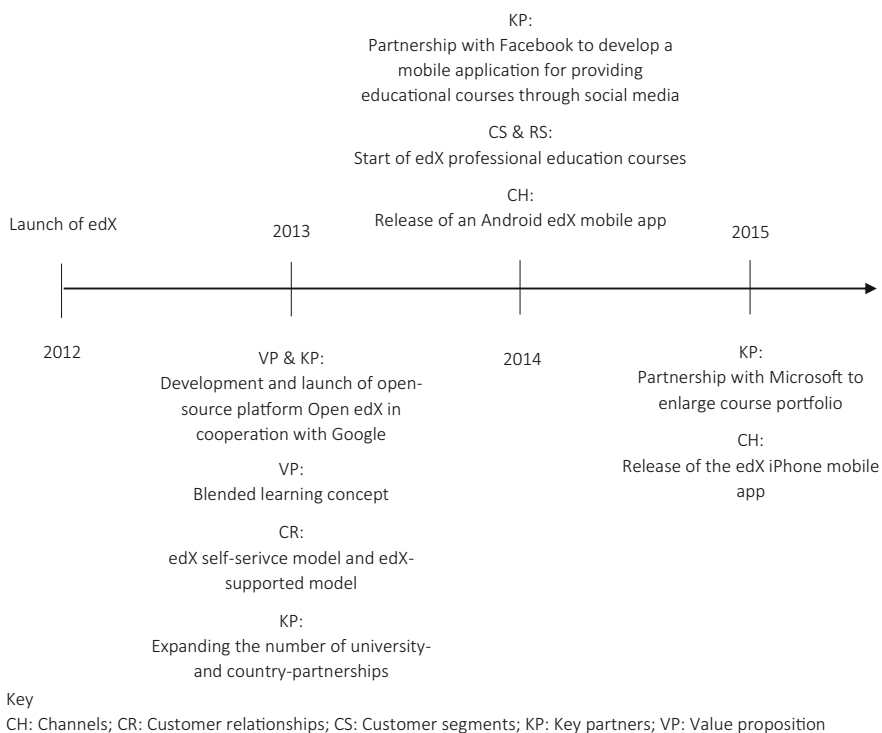 KP:
Partnership with Facebook to develop a
mobile application for providing
educational courses through social media
CS & RS:
Start of edX professional education courses
CH:
Release of an Android edX mobile app
Launch of edX
2013
2015
2012
2014
VP & KP:
Development and launch of open-
source platform Open edX in
cooperation with Google
VP:
Blended learning concept
CR:
edX self-serivce model and edX-
supported model
KP:
Expanding the number of university-
and country-partnerships
KP:
Partnership with Microsoft to
enlarge course portfolio
CH:
Release of the edX iPhone mobile
app
Key
CH: Channels; CR: Customer relationships; CS: Customer segments; KP: Key partners; VP: Value proposition